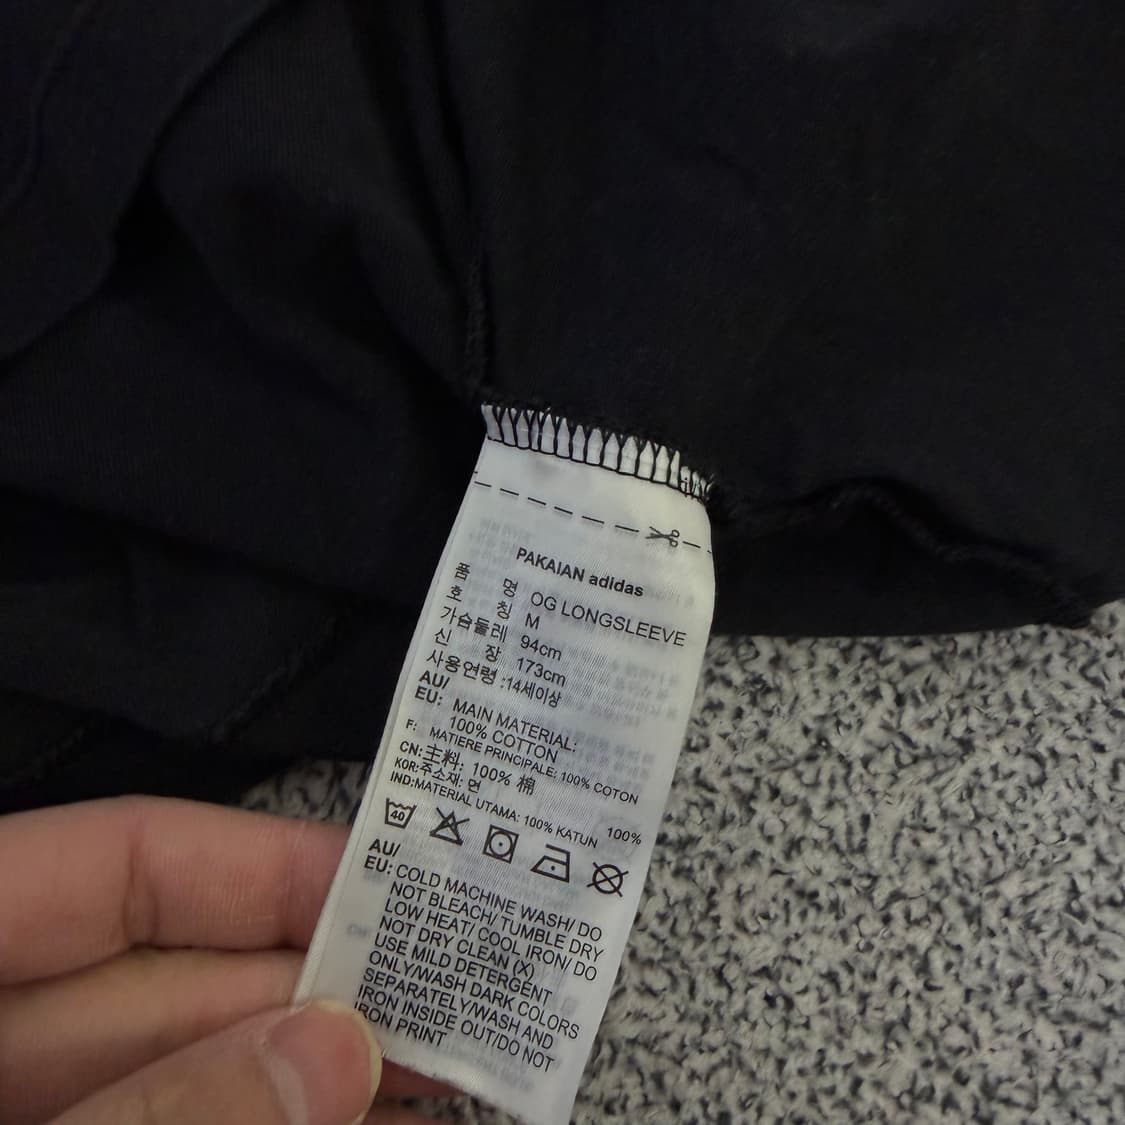 PAKAIAN adidas
품 명 OG LONGSLEEVE
호 칭 M
가슴둘레 94cm
신 장 173cm
사용연령 :14세이상
AU/
EU: MAIN MATERIAL:
100% COTTON
F: MATIERE PRINCIPALE: 100% COTON
CN:主料: 100% 棉
KOR:주소재: 면 100%
IND:MATERIAL UTAMA: 100% KATUN
40
AU/
EU: COLD MACHINE WASH/ DO
NOT BLEACH/ TUMBLE DRY
LOW HEAT/ COOL IRON/ DO
NOT DRY CLEAN (X)
USE MILD DETERGENT
ONLY/WASH DARK COLORS
SEPARATELY/WASH AND
IRON INSIDE OUT/DO NOT
IRON PRINT